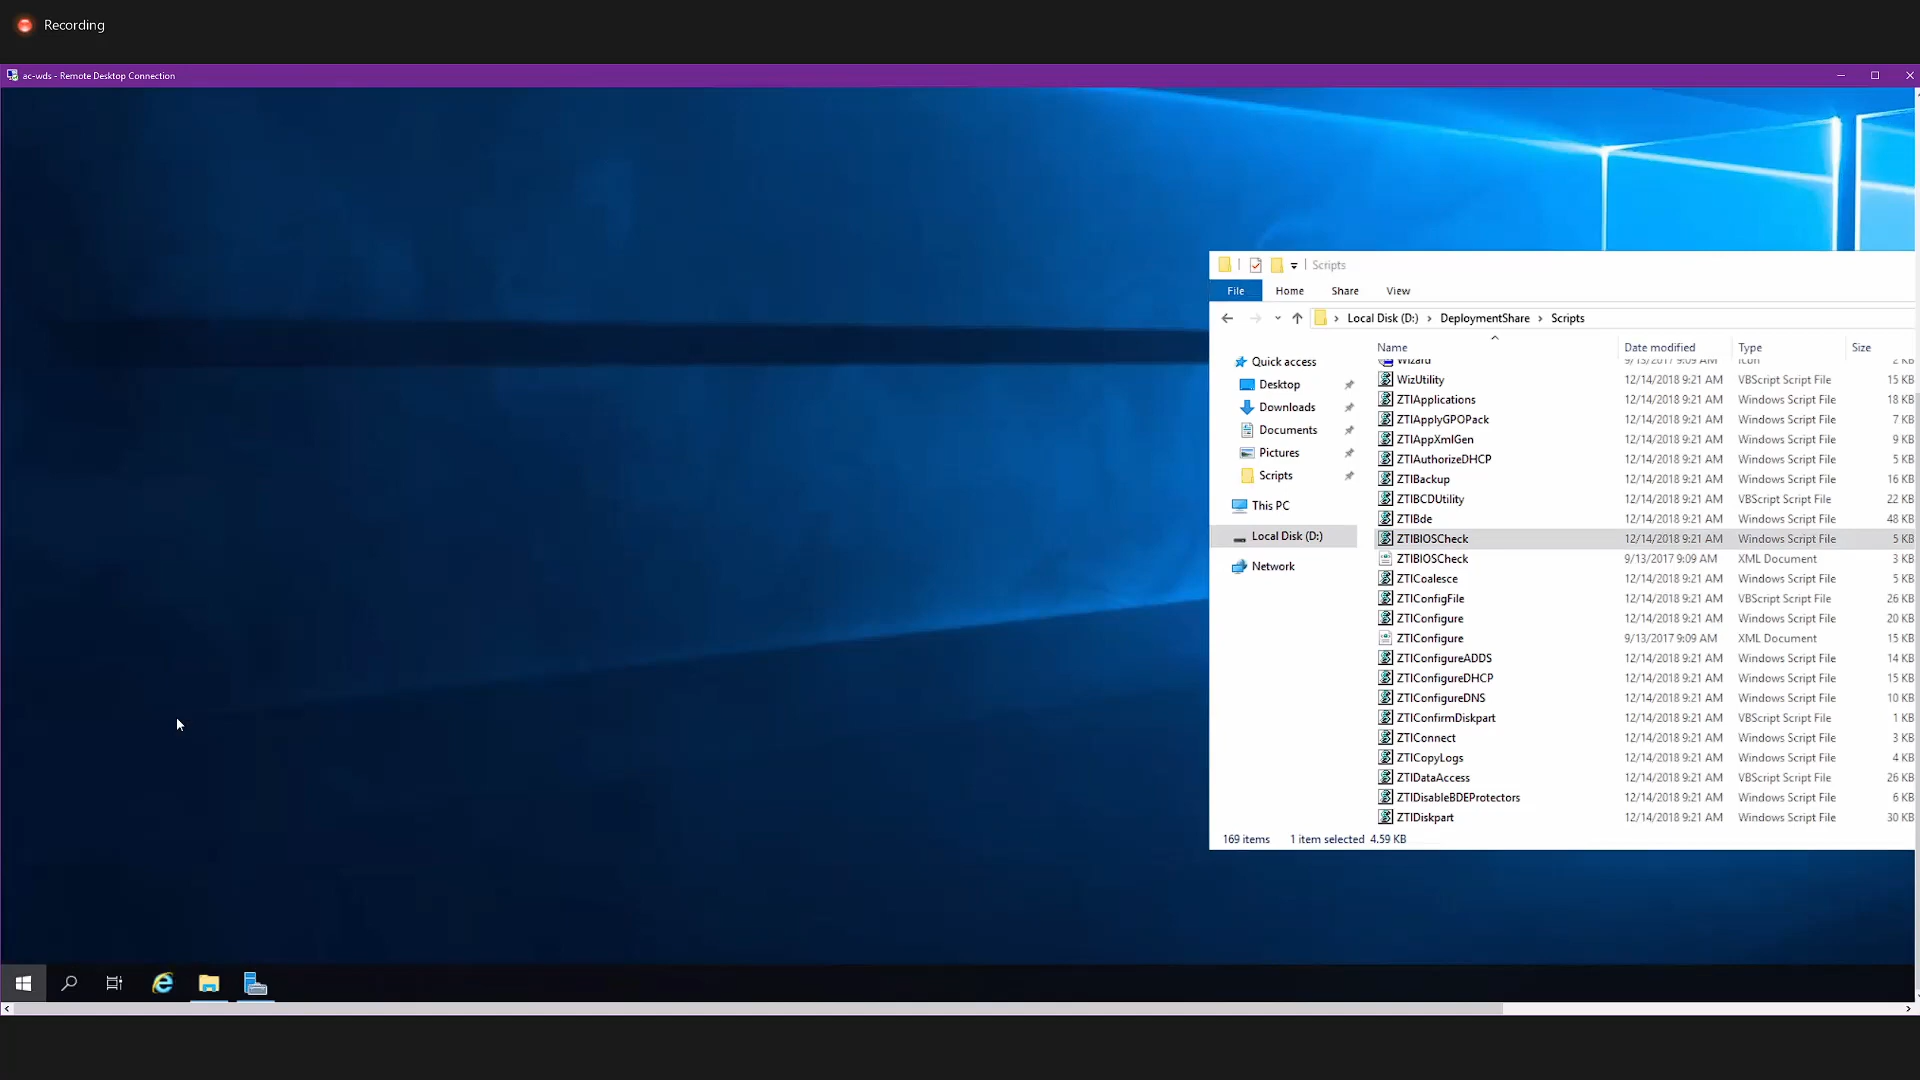 Recording
ac-wds - Remote Desktop Connection
Scripts
File Home Share View
Local Disk (D:) DeploymentShare Scripts
Name Date modified Type Size
Quick access
Desktop
Downloads
Documents
Pictures
Scripts
This PC
Local Disk (D:)
Network
Wizard 9/13/2017 9:09 AM Icon 2 KB
WizUtility 12/14/2018 9:21 AM VBScript Script File 15 KB
ZTIApplications 12/14/2018 9:21 AM Windows Script File 18 KB
ZTIApplyGPOPack 12/14/2018 9:21 AM Windows Script File 7 KB
ZTIAppXmlGen 12/14/2018 9:21 AM Windows Script File 9 KB
ZTIAuthorizeDHCP 12/14/2018 9:21 AM Windows Script File 5 KB
ZTIBackup 12/14/2018 9:21 AM Windows Script File 16 KB
ZTIBCDUtility 12/14/2018 9:21 AM VBScript Script File 22 KB
ZTIBde 12/14/2018 9:21 AM Windows Script File 48 KB
ZTIBIOSCheck 12/14/2018 9:21 AM Windows Script File 5 KB
ZTIBIOSCheck 9/13/2017 9:09 AM XML Document 3 KB
ZTICoalesce 12/14/2018 9:21 AM Windows Script File 5 KB
ZTIConfigFile 12/14/2018 9:21 AM VBScript Script File 26 KB
ZTIConfigure 12/14/2018 9:21 AM Windows Script File 20 KB
ZTIConfigure 9/13/2017 9:09 AM XML Document 15 KB
ZTIConfigureADDS 12/14/2018 9:21 AM Windows Script File 14 KB
ZTIConfigureDHCP 12/14/2018 9:21 AM Windows Script File 15 KB
ZTIConfigureDNS 12/14/2018 9:21 AM Windows Script File 10 KB
ZTIConfirmDiskpart 12/14/2018 9:21 AM VBScript Script File 1 KB
ZTIConnect 12/14/2018 9:21 AM Windows Script File 3 KB
ZTICopyLogs 12/14/2018 9:21 AM Windows Script File 4 KB
ZTIDataAccess 12/14/2018 9:21 AM VBScript Script File 26 KB
ZTIDisableBDEProtectors 12/14/2018 9:21 AM Windows Script File 6 KB
ZTIDiskpart 12/14/2018 9:21 AM Windows Script File 30 KB
169 items 1 item selected 4.59 KB